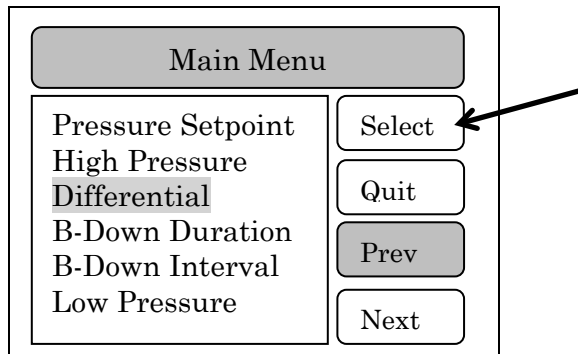 Main Menu
Pressure Setpoint
High Pressure
Differential
B-Down Duration
B-Down Interval
Low Pressure
Select
Quit
Prev
Next